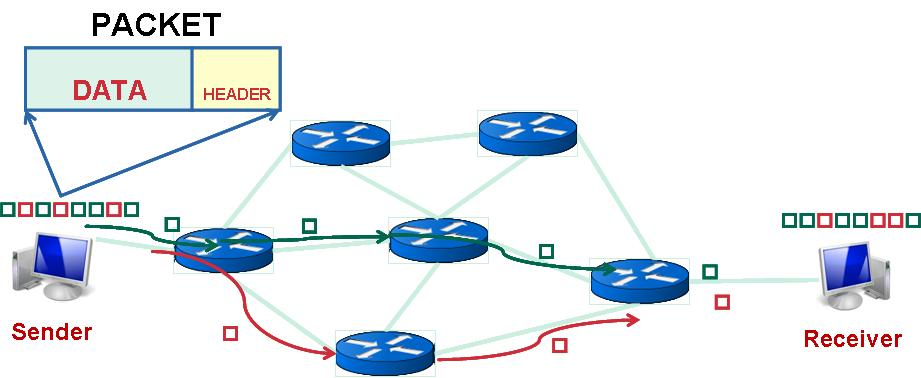 PACKET
DATA
HEADER
Sender
Receiver